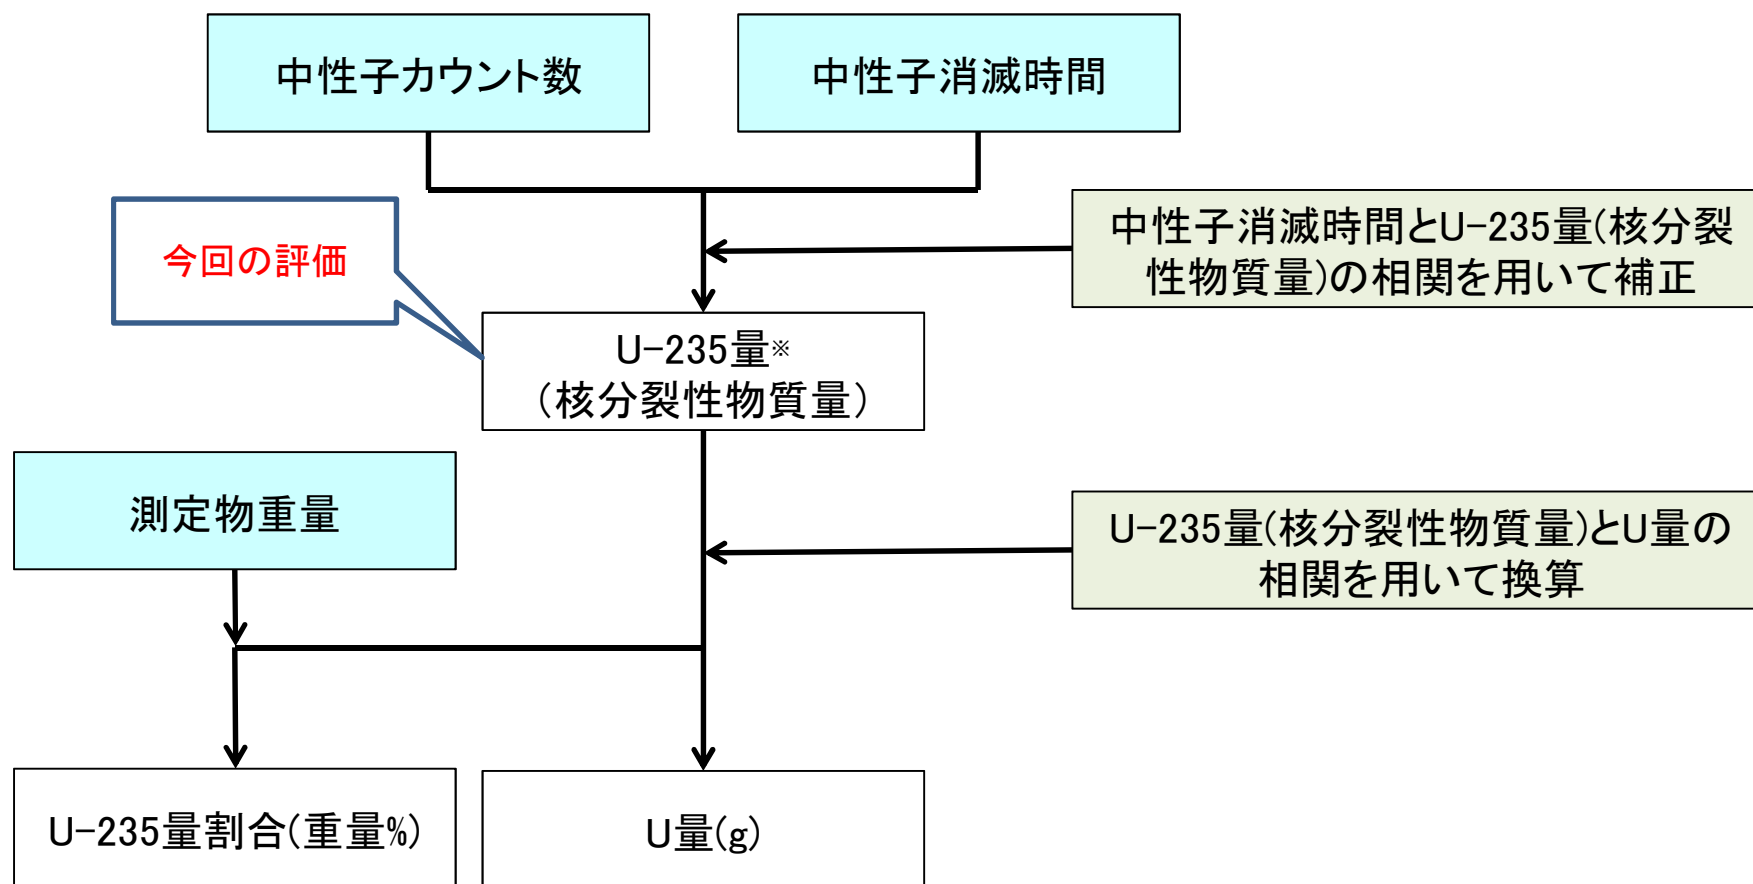 中性子カウント数
中性子消滅時間
中性子消滅時間とU-235量(核分裂
性物質量)の相関を用いて補正
今回の評価
U-235量※
(核分裂性物質量)
測定物重量
U-235量(核分裂性物質量)とU量の
相関を用いて換算
U-235量割合(重量%)
U量(g)